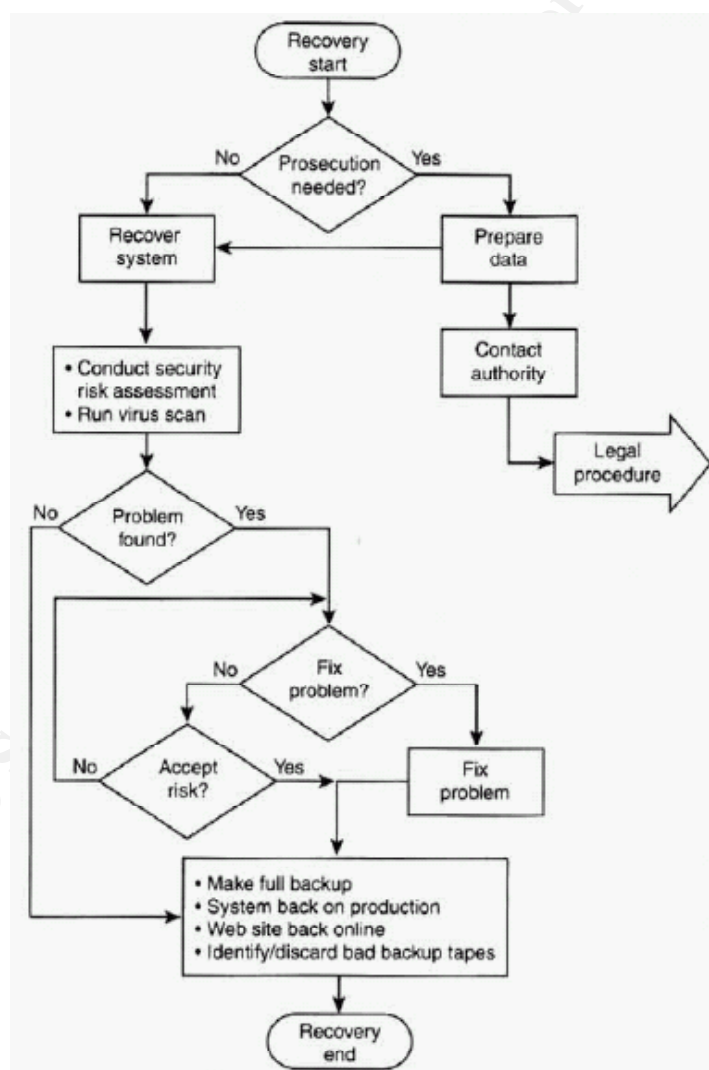 Recovery
start
No
Prosecution
needed?
Yes
Recover
system
Prepare
data
• Conduct security
risk assessment
• Run virus scan
Contact
authority
Legal
procedure
No
Problem
found?
Yes
No
Fix
problem?
Yes
No
Accept
risk?
Yes
Fix
problem
• Make full backup
• System back on production
• Web site back online
• Identify/discard bad backup tapes
Recovery
end